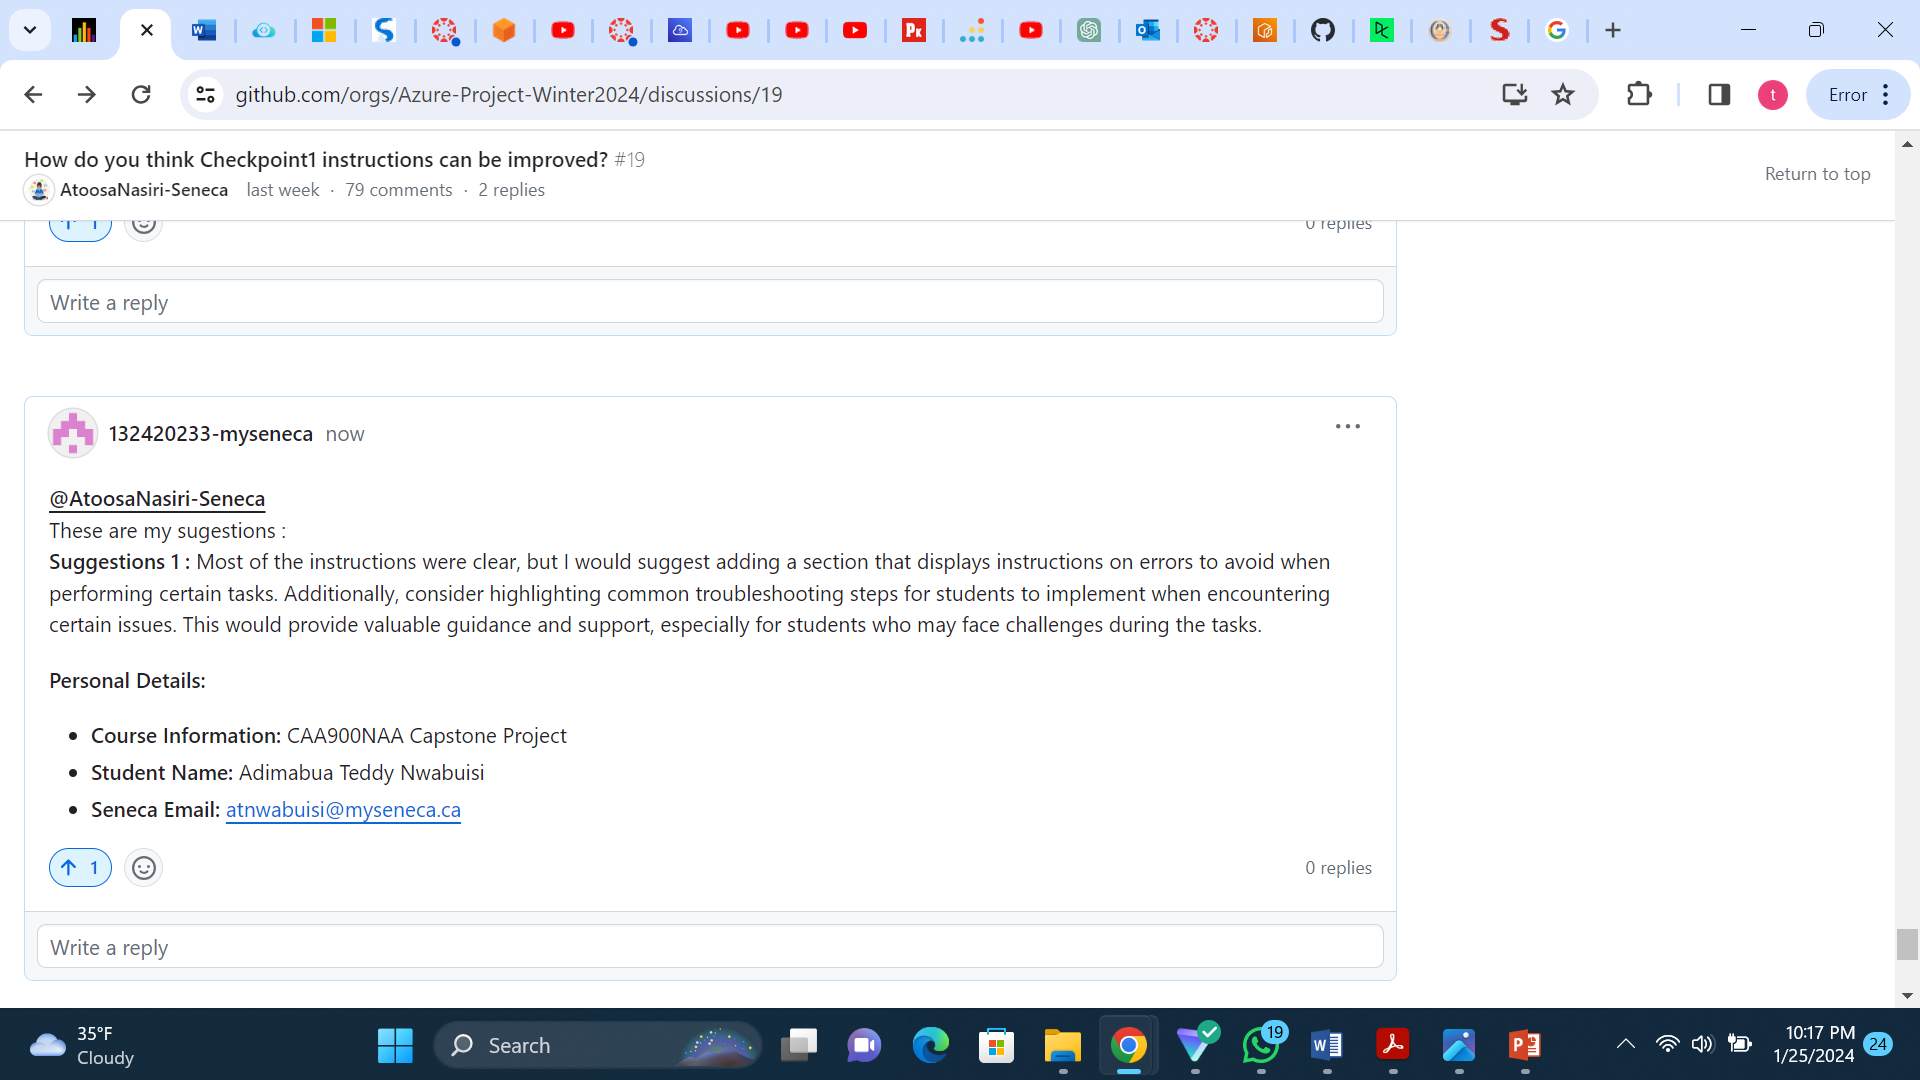 github.com/orgs/Azure-Project-Winter2024/discussions/19
t
Error
How do you think Checkpoint1 instructions can be improved? #19
AtoosaNasiri-Seneca last week · 79 comments · 2 replies
Return to top
1
0 replies
Write a reply
132420233-myseneca now
@AtoosaNasiri-Seneca
These are my sugestions :
Suggestions 1 : Most of the instructions were clear, but I would suggest adding a section that displays instructions on errors to avoid when
performing certain tasks. Additionally, consider highlighting common troubleshooting steps for students to implement when encountering
certain issues. This would provide valuable guidance and support, especially for students who may face challenges during the tasks.
Personal Details:
• Course Information: CAA900NAA Capstone Project
• Student Name: Adimabua Teddy Nwabuisi
• Seneca Email: atnwabuisi@myseneca.ca
1
0 replies
Write a reply
35°F
Cloudy
Search
19
10:17 PM
1/25/2024
24